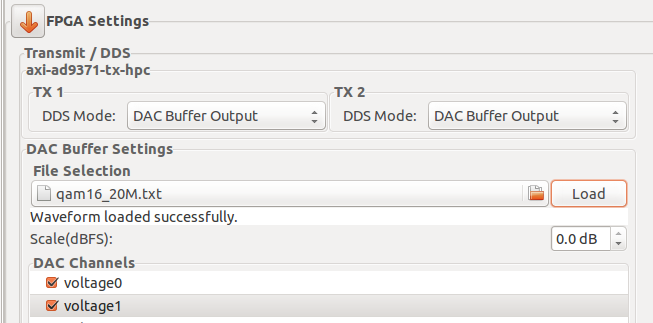 FPGA Settings
Transmit / DDS
axi-ad9371-tx-hpc
TX 1
DDS Mode: DAC Buffer Output
TX 2
DDS Mode: DAC Buffer Output
DAC Buffer Settings
File Selection
qam16_20M.txt
Load
Waveform loaded successfully.
Scale(dBFS): 0.0 dB
DAC Channels
voltage0
voltage1